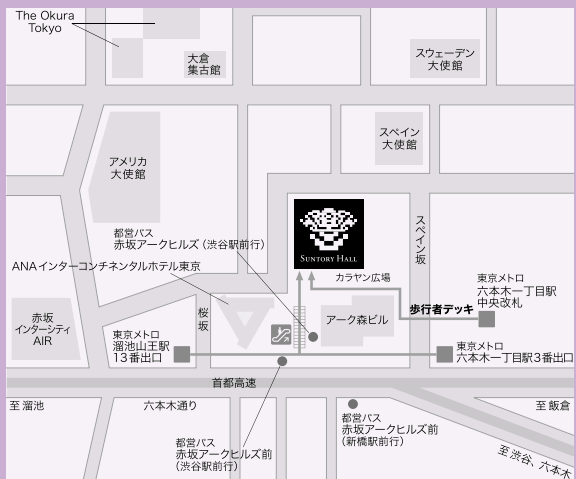 The Okura
Tokyo
大倉
集古館
スウェーデン
大使館
スペイン
大使館
アメリカ
大使館
都営バス
赤坂アークヒルズ（渋谷駅前行）
SUNTORY HALL
スペイン坂
ANAインターコンチネンタルホテル東京
カラヤン広場
東京メトロ
六本木一丁目駅
中央改札
歩行者デッキ
桜坂
アーク森ビル
赤坂
インターシティ
AIR
東京メトロ
溜池山王駅
13番出口
東京メトロ
六本木一丁目駅3番出口
首都高速
至 溜池
六本木通り
至 飯倉
都営バス
赤坂アークヒルズ前
（新橋駅前行）
都営バス
赤坂アークヒルズ前
（渋谷駅前行）
至 渋谷、六本木